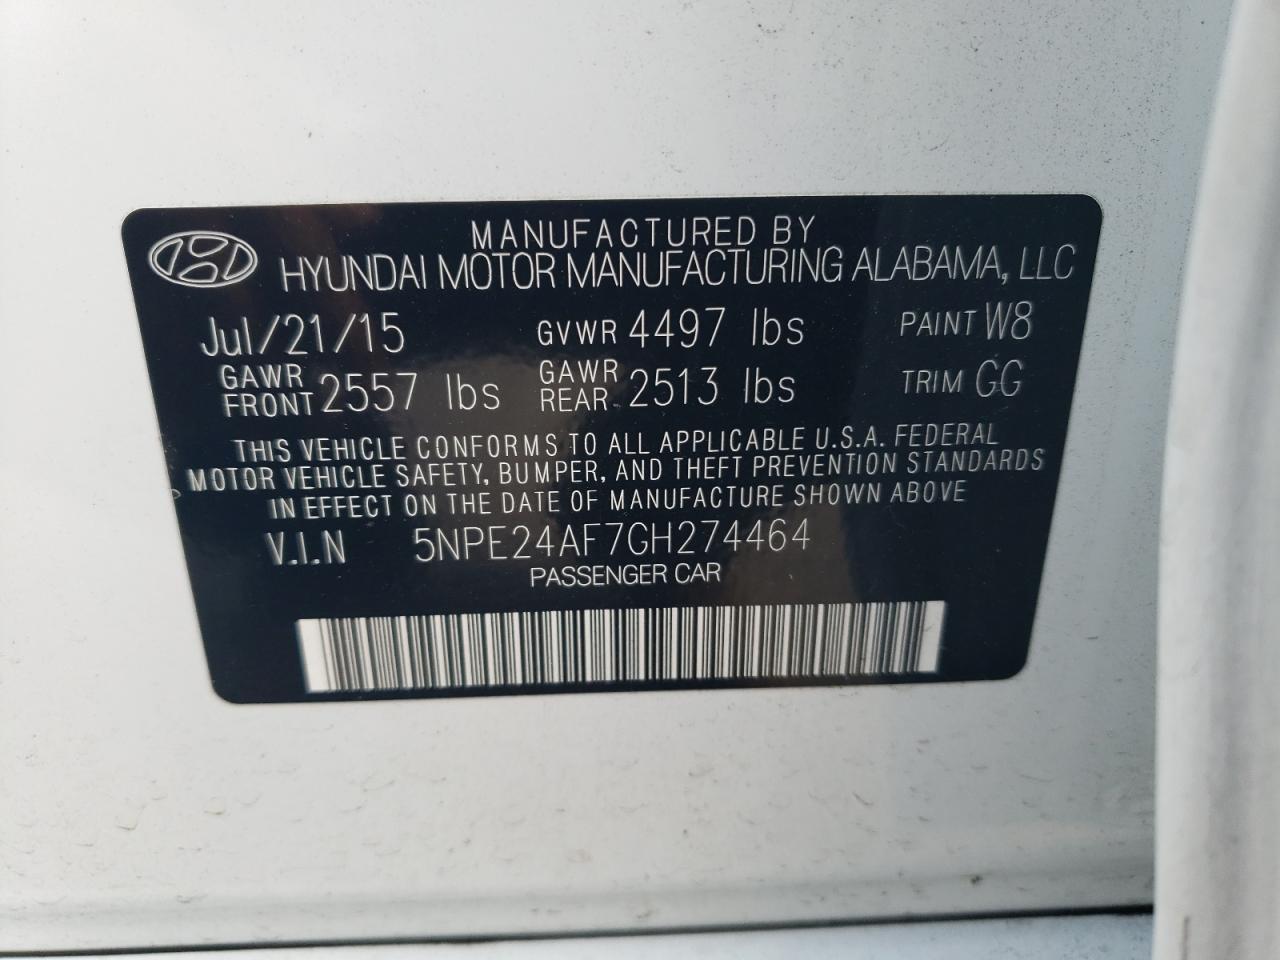 MANUFACTURED BY
HYUNDAI MOTOR MANUFACTURING ALABAMA, LLC
Jul/21/15 GVWR 4497 lbs PAINT W8
GAWR FRONT 2557 lbs GAWR REAR 2513 lbs TRIM GG
THIS VEHICLE CONFORMS TO ALL APPLICABLE U.S.A. FEDERAL
MOTOR VEHICLE SAFETY, BUMPER, AND THEFT PREVENTION STANDARDS
IN EFFECT ON THE DATE OF MANUFACTURE SHOWN ABOVE
V.I.N 5NPE24AF7GH274464
PASSENGER CAR